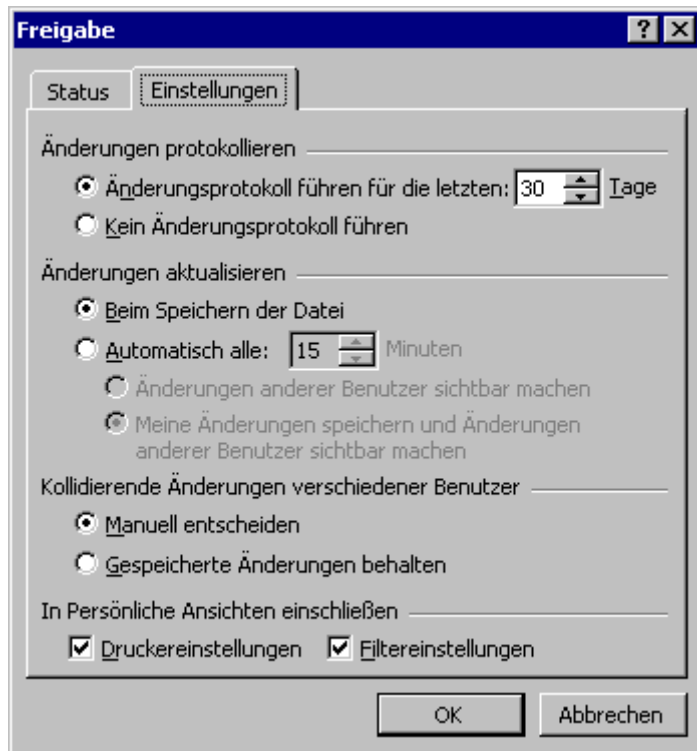 Freigabe
Status Einstellungen
Änderungen protokollieren
Änderungsprotokoll führen für die letzten: 30 Tage
Kein Änderungsprotokoll führen
Änderungen aktualisieren
Beim Speichern der Datei
Automatisch alle: 15 Minuten
Änderungen anderer Benutzer sichtbar machen
Meine Änderungen speichern und Änderungen
anderer Benutzer sichtbar machen
Kollidierende Änderungen verschiedener Benutzer
Manuell entscheiden
Gespeicherte Änderungen behalten
In Persönliche Ansichten einschließen
Druckereinstellungen Filtereinstellungen
OK Abbrechen